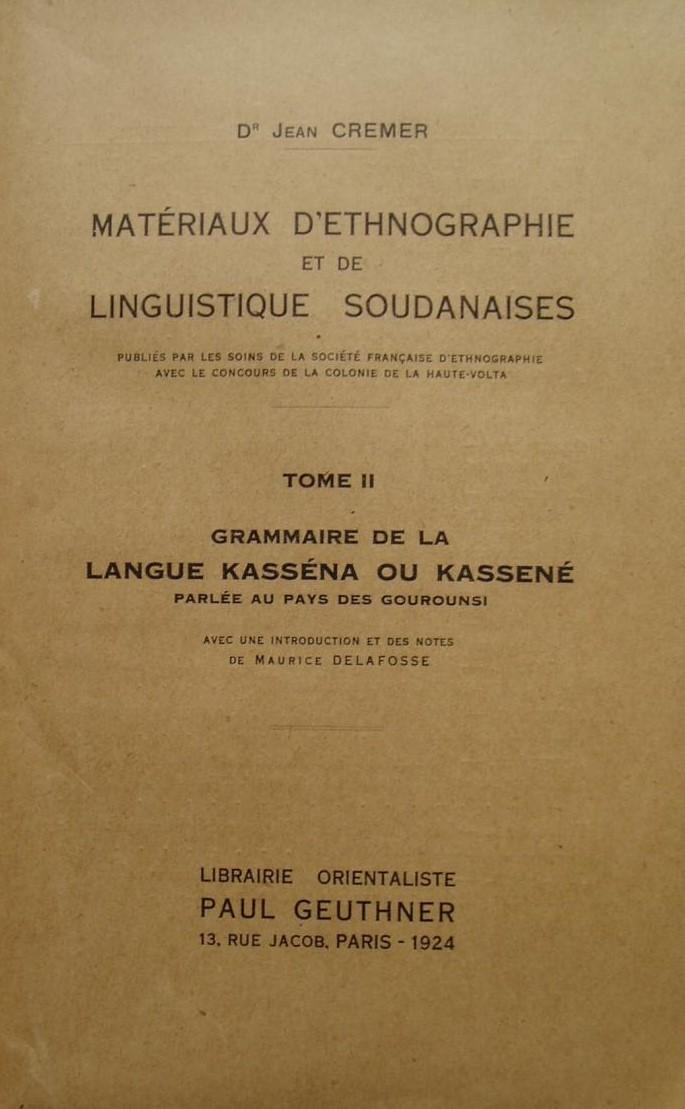 Dʳ Jean CREMER
MATÉRIAUX D'ETHNOGRAPHIE
ET DE
LINGUISTIQUE SOUDANAISES
PUBLIÉS PAR LES SOINS DE LA SOCIÉTÉ FRANÇAISE D'ETHNOGRAPHIE
AVEC LE CONCOURS DE LA COLONIE DE LA HAUTE-VOLTA
TOME II
GRAMMAIRE DE LA
LANGUE KASSÉNA OU KASSENÉ
PARLÉE AU PAYS DES GOUROUNSI
AVEC UNE INTRODUCTION ET DES NOTES
DE Maurice DELAFOSSE
LIBRAIRIE ORIENTALISTE
PAUL GEUTHNER
13, RUE JACOB, PARIS - 1924